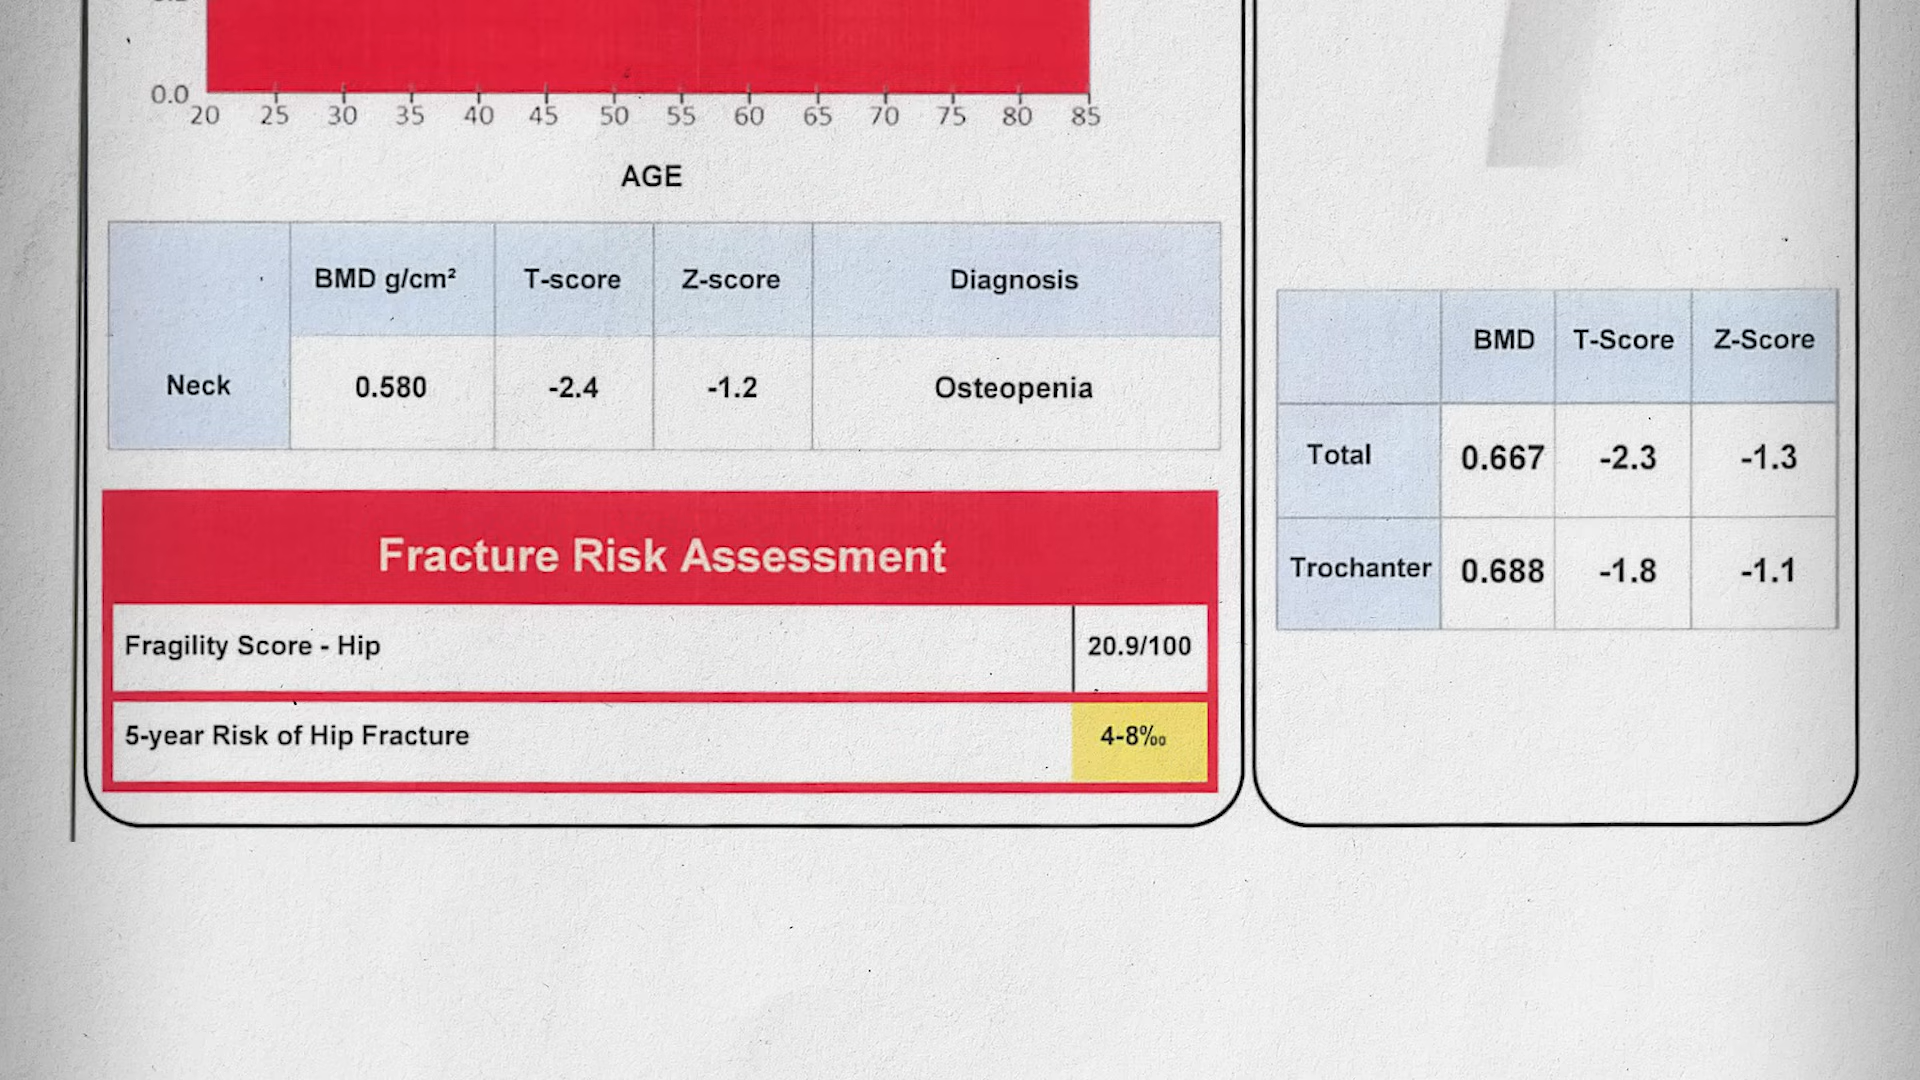 0.0
20 25 30 35 40 45 50 55 60 65 70 75 80 85
AGE
BMD g/cm² T-score Z-score Diagnosis
Neck 0.580 -2.4 -1.2 Osteopenia
Fracture Risk Assessment
Fragility Score - Hip 20.9/100
5-year Risk of Hip Fracture 4-8‱
BMD T-Score Z-Score
Total 0.667 -2.3 -1.3
Trochanter 0.688 -1.8 -1.1